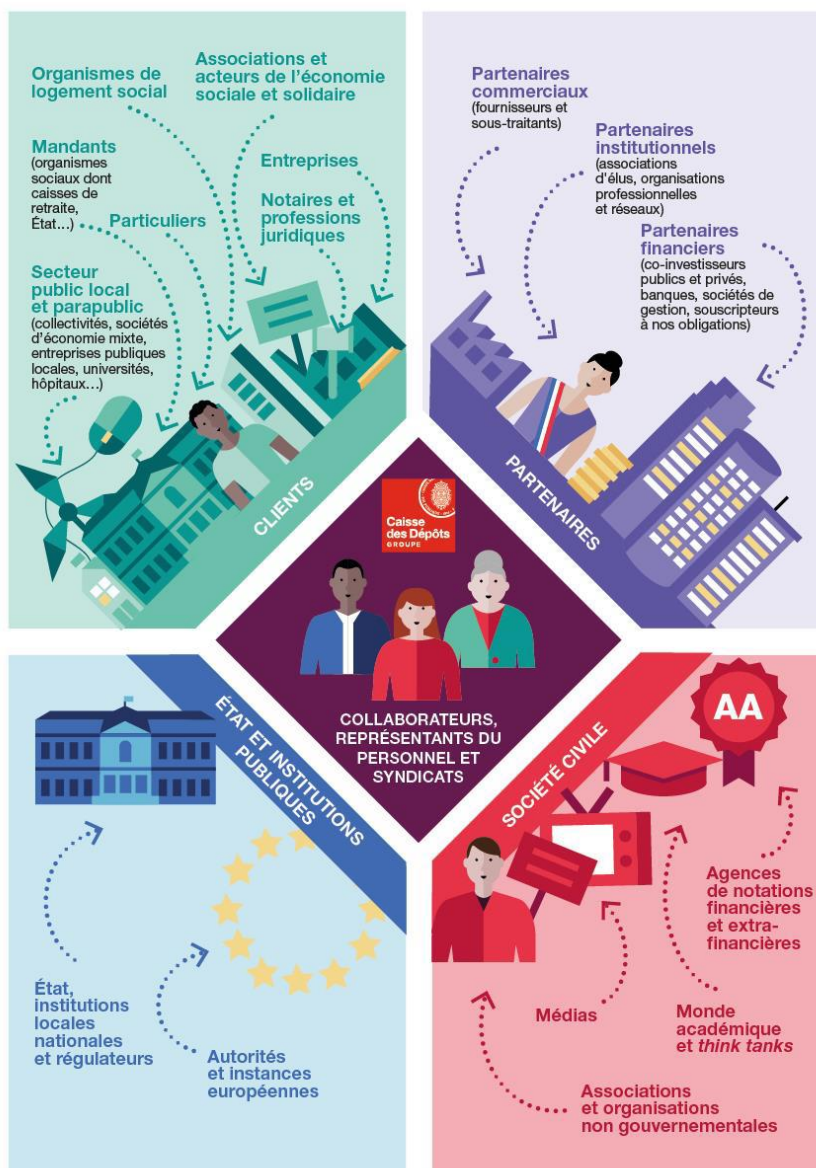 Organismes de
logement social
Associations et
acteurs de l'économie
sociale et solidaire
Mandants
(organismes
sociaux dont
caisses de
retraite,
État...)
Particuliers
Entreprises
Notaires et
professions
juridiques
Secteur
public local
et parapublic
(collectivités, sociétés
d'économie mixte,
entreprises publiques
locales, universités,
hôpitaux...)
CLIENTS
Partenaires
commerciaux
(fournisseurs et
sous-traitants)
Partenaires
institutionnels
(associations
d'élus, organisations
professionnelles
et réseaux)
Partenaires
financiers
(co-investisseurs
publics et privés,
banques, sociétés de
gestion, souscripteurs
à nos obligations)
PARTENAIRES
Caisse
des Dépôts
GROUPE
COLLABORATEURS,
REPRÉSENTANTS DU
PERSONNEL ET
SYNDICATS
ÉTAT ET INSTITUTIONS
PUBLIQUES
État,
institutions
locales
nationales
et régulateurs
Autorités
et instances
européennes
SOCIÉTÉ CIVILE
AA
Agences
de notations
financières
et extra-
financières
Médias
Monde
académique
et think tanks
Associations
et organisations
non gouvernementales